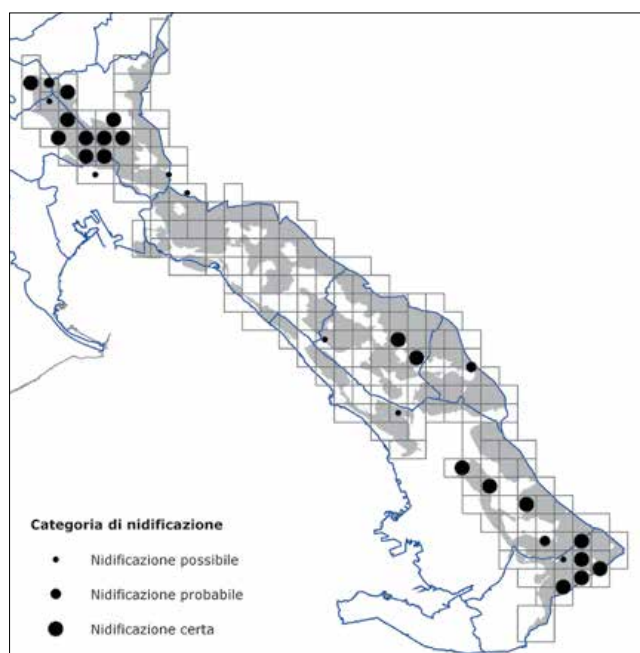 Categoria di nidificazione
Nidificazione possibile
Nidificazione probabile
Nidificazione certa